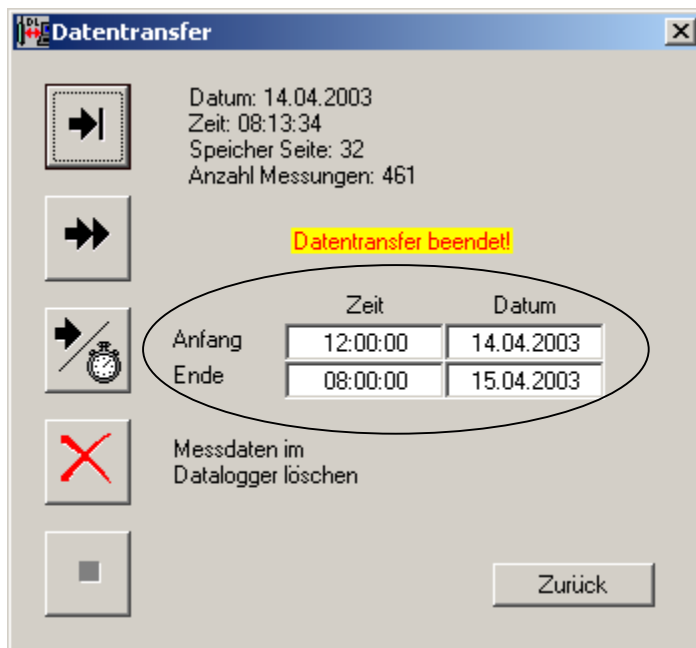 Datentransfer
Datum: 14.04.2003
Zeit: 08:13:34
Speicher Seite: 32
Anzahl Messungen: 461
Datentransfer beendet!
Zeit Datum
Anfang 12:00:00 14.04.2003
Ende 08:00:00 15.04.2003
Messdaten im
Datalogger löschen
Zurück